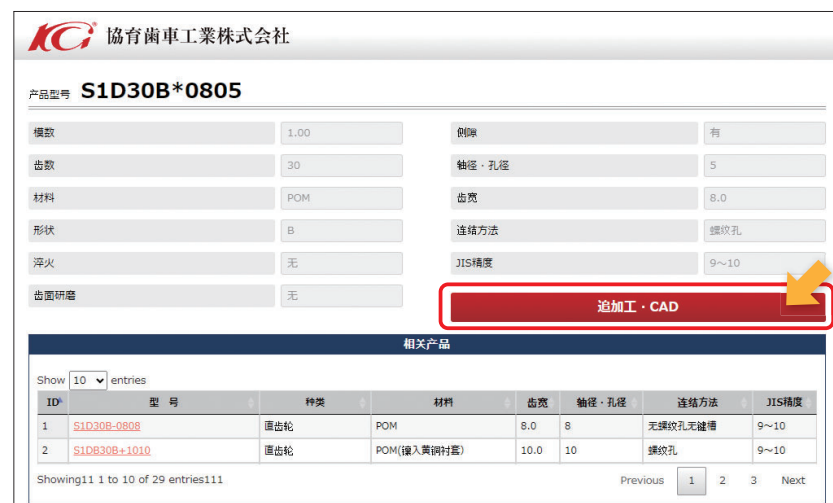 KG 協育歯車工業株式会社
产品型号 S1D30B*0805
模数 1.00 侧隙 有
齿数 30 轴径・孔径 5
材料 POM 齿宽 8.0
形状 B 连结方法 螺纹孔
淬火 无 JIS精度 9～10
齿面研磨 无
追加工・CAD
相关产品
Show 10 entries
ID 型 号 种类 材料 齿宽 轴径・孔径 连结方法 JIS精度
1 S1D30B-0808 直齿轮 POM 8.0 8 无螺纹孔无键槽 9～10
2 S1DB30B+1010 直齿轮 POM(镶入黄铜衬套) 10.0 10 螺纹孔 9～10
Showing11 1 to 10 of 29 entries111 Previous 1 2 3 Next